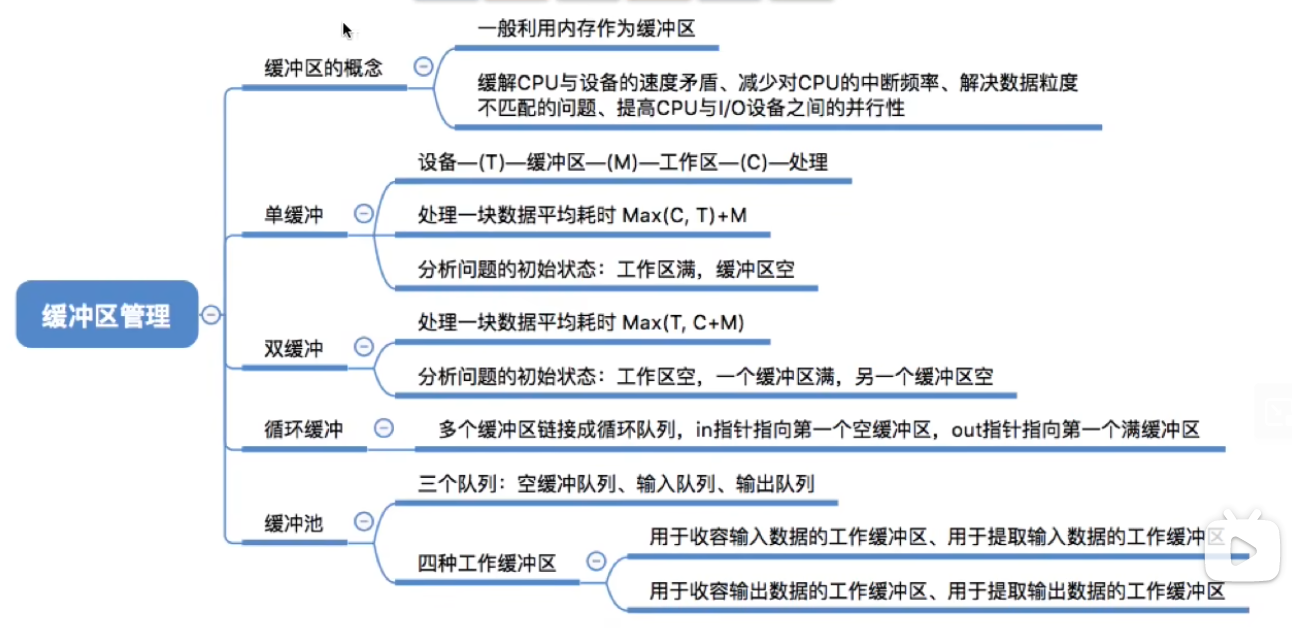 一般利用内存作为缓冲区
缓冲区的概念
缓解CPU与设备的速度矛盾、减少对CPU的中断频率、解决数据粒度
不匹配的问题、提高CPU与I/O设备之间的并行性
设备—(T)—缓冲区—(M)—工作区—(C)—处理
单缓冲
处理一块数据平均耗时 Max(C, T)+M
分析问题的初始状态：工作区满，缓冲区空
缓冲区管理
处理一块数据平均耗时 Max(T, C+M)
双缓冲
分析问题的初始状态：工作区空，一个缓冲区满，另一个缓冲区空
循环缓冲
多个缓冲区链接成循环队列，in指针指向第一个空缓冲区，out指针指向第一个满缓冲区
三个队列：空缓冲队列、输入队列、输出队列
缓冲池
用于收容输入数据的工作缓冲区、用于提取输入数据的工作缓冲区
四种工作缓冲区
用于收容输出数据的工作缓冲区、用于提取输出数据的工作缓冲区